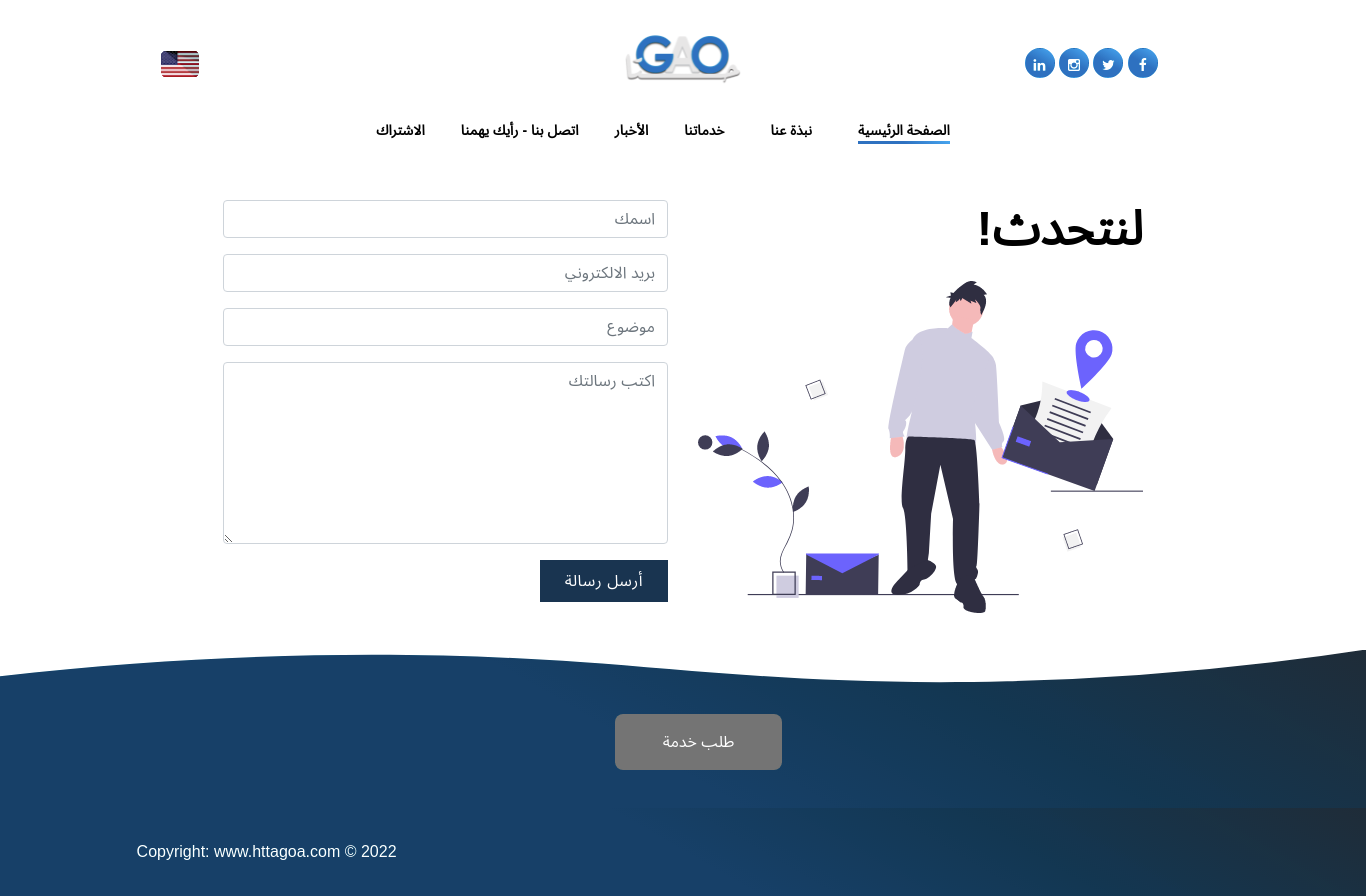 GAO
الصفحة الرئيسية
نبذة عنا
خدماتنا
الأخبار
اتصل بنا - رأيك يهمنا
الاشتراك
لنتحدث!
اسمك
بريد الالكتروني
موضوع
اكتب رسالتك
أرسل رسالة
طلب خدمة
Copyright: www.httagoa.com © 2022